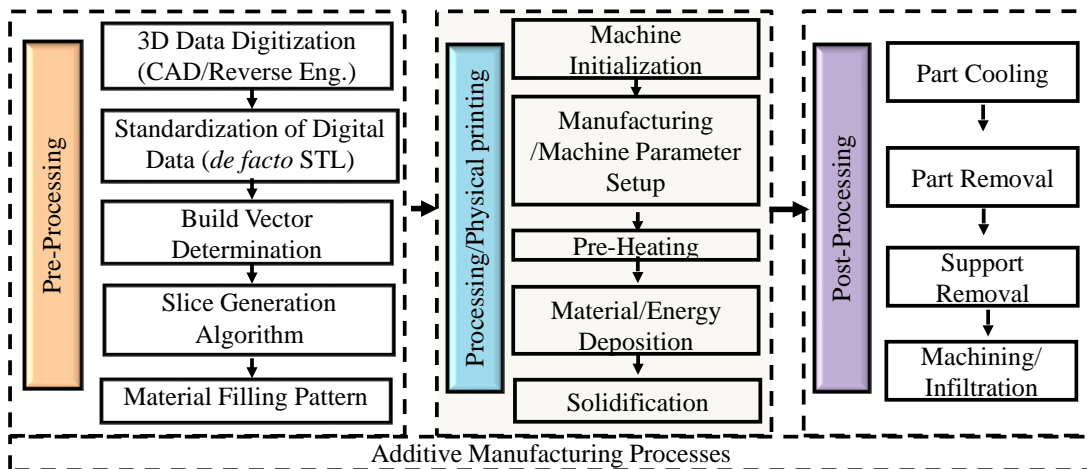 Pre-Processing
3D Data Digitization
(CAD/Reverse Eng.)
Standardization of Digital
Data (de facto STL)
Build Vector
Determination
Slice Generation
Algorithm
Material Filling Pattern
Processing/Physical printing
Machine
Initialization
Manufacturing
/Machine Parameter
Setup
Pre-Heating
Material/Energy
Deposition
Solidification
Post-Processing
Part Cooling
Part Removal
Support
Removal
Machining/
Infiltration
Additive Manufacturing Processes